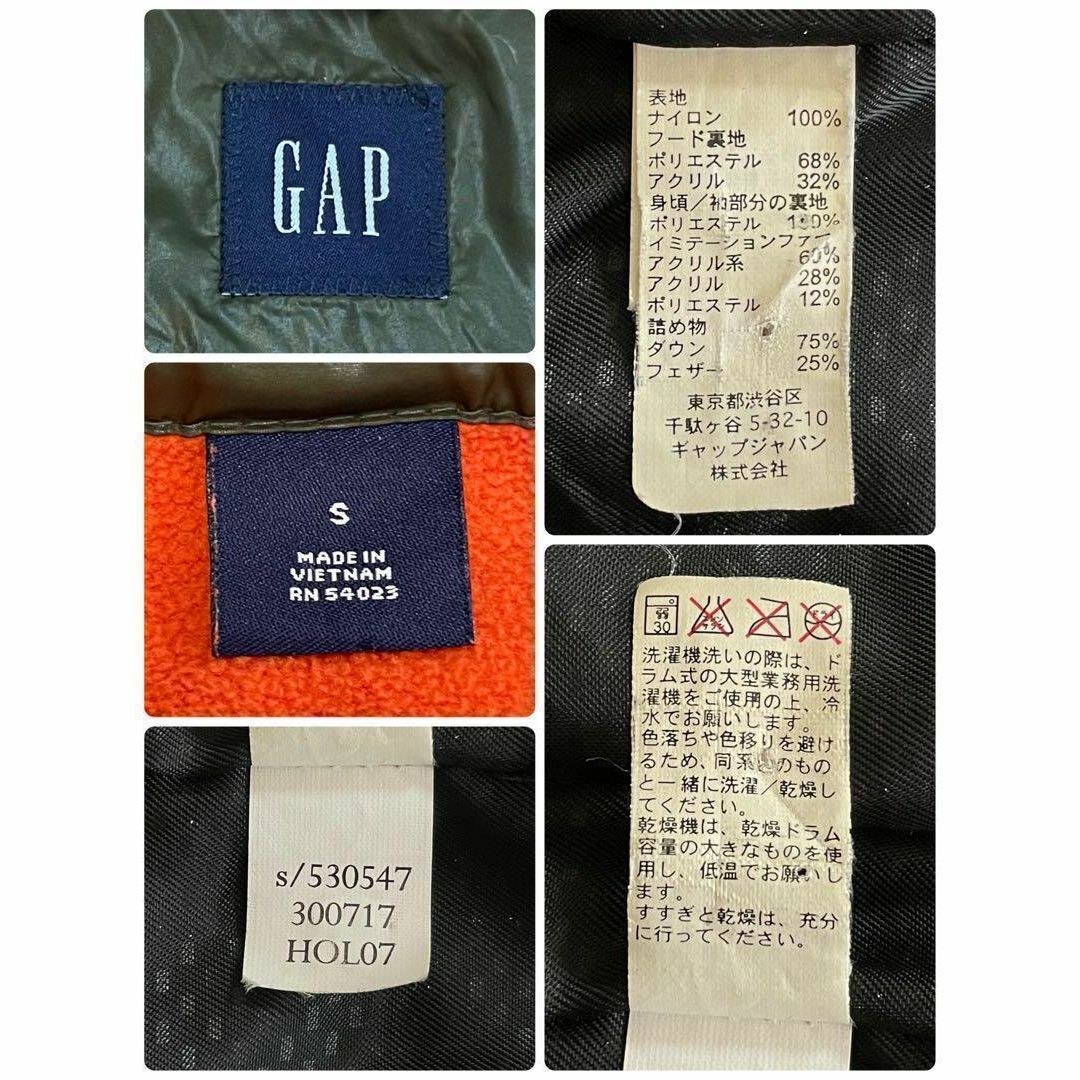 GAP
S
MADE IN
VIETNAM
RN 54023
s/530547
300717
HOL07
表地
ナイロン 100%
フード裏地
ポリエステル 68%
アクリル 32%
身頃／袖部分の裏地
ポリエステル 100%
イミテーションファー
アクリル系 60%
アクリル 28%
ポリエステル 12%
詰め物
ダウン 75%
フェザー 25%
東京都渋谷区
千駄ヶ谷 5-32-10
ギャップジャパン
株式会社
弱
30
ドライ
洗濯機洗いの際は、ド
ラム式の大型業務用洗
濯機をご使用の上、冷
水でお願いします。
色落ちや色移りを避け
るため、同系のもの
と一緒に洗濯／乾燥し
てください。
乾燥機は、乾燥ドラム
容量の大きなものを使
用し、低温でお願いし
ます。
すすぎと乾燥は、充分
に行ってください。